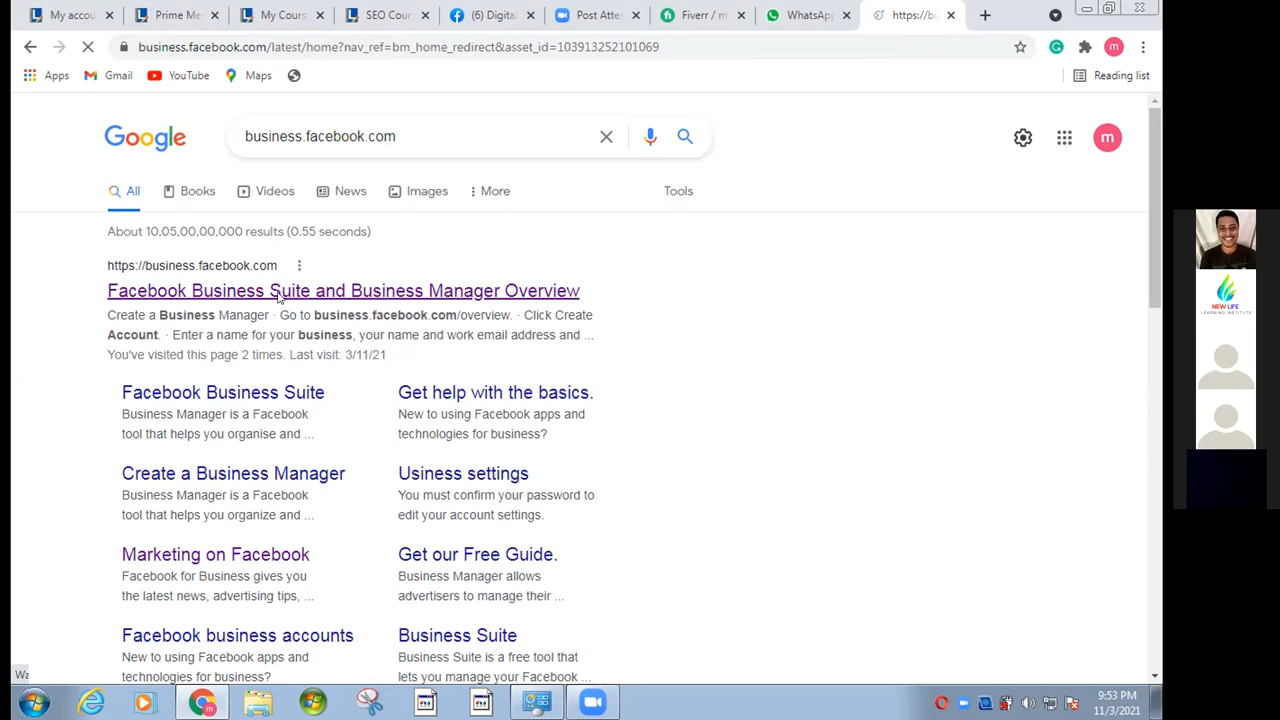 My accou
Prime Me
My Cours
SEO Cour
(6) Digita
Post Atte
Fiverr / m
WhatsApp
https://bu
business.facebook.com/latest/home?nav_ref=bm_home_redirect&asset_id=103913252101069
Apps
Gmail
YouTube
Maps
Reading list
Google
business.facebook.com
m
All
Books
Videos
News
Images
More
Tools
About 10,05,00,00,000 results (0.55 seconds)
https://business.facebook.com
Facebook Business Suite and Business Manager Overview
Create a Business Manager · Go to business.facebook.com/overview. · Click Create
Account. · Enter a name for your business, your name and work email address and ...
You've visited this page 2 times. Last visit: 3/11/21
Facebook Business Suite
Business Manager is a Facebook
tool that helps you organise and ...
Get help with the basics.
New to using Facebook apps and
technologies for business?
Create a Business Manager
Business Manager is a Facebook
tool that helps you organize and ...
Usiness settings
You must confirm your password to
edit your account settings.
Marketing on Facebook
Facebook for Business gives you
the latest news, advertising tips, ...
Get our Free Guide.
Business Manager allows
advertisers to manage their ...
Facebook business accounts
New to using Facebook apps and
technologies for business?
Business Suite
Business Suite is a free tool that
lets you manage your Facebook ...
Wa
9:53 PM
11/3/2021
NEW LIFE
LEARNING INSTITUTE